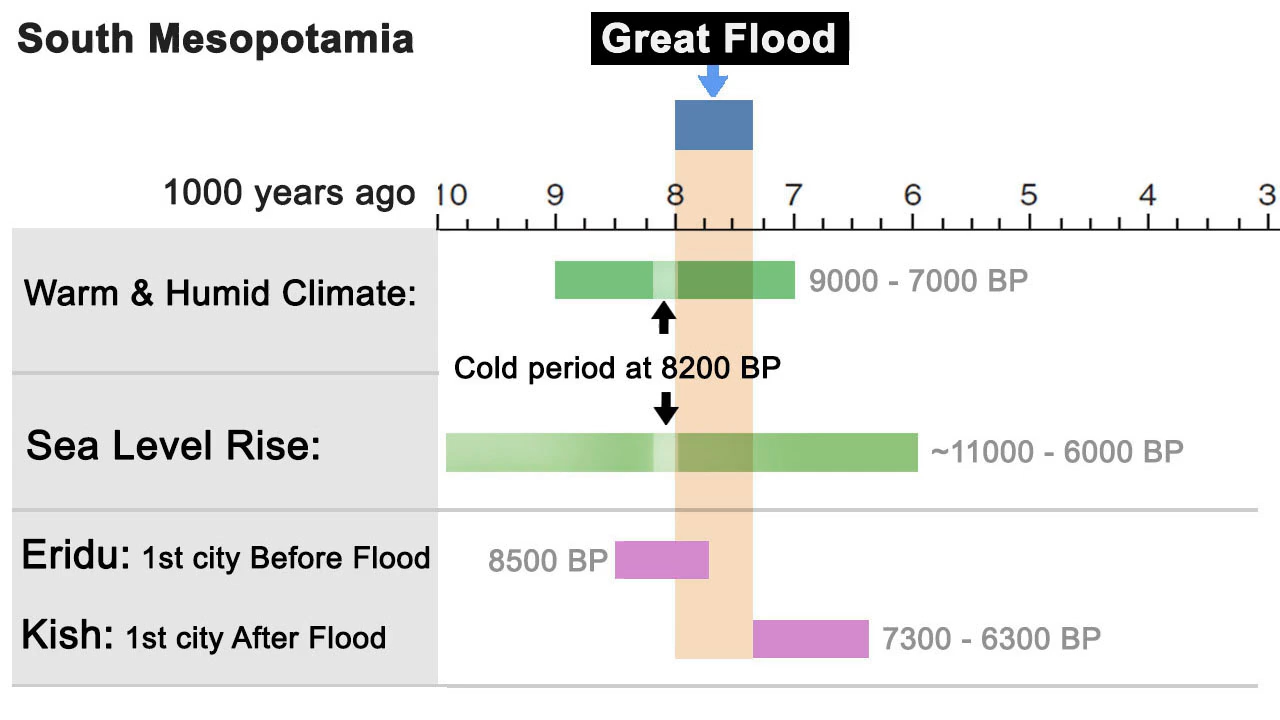 South Mesopotamia
Great Flood
1000 years ago
10 9 8 7 6 5 4 3
Warm & Humid Climate:
9000 - 7000 BP
Cold period at 8200 BP
Sea Level Rise:
~11000 - 6000 BP
Eridu: 1st city Before Flood
8500 BP
Kish: 1st city After Flood
7300 - 6300 BP